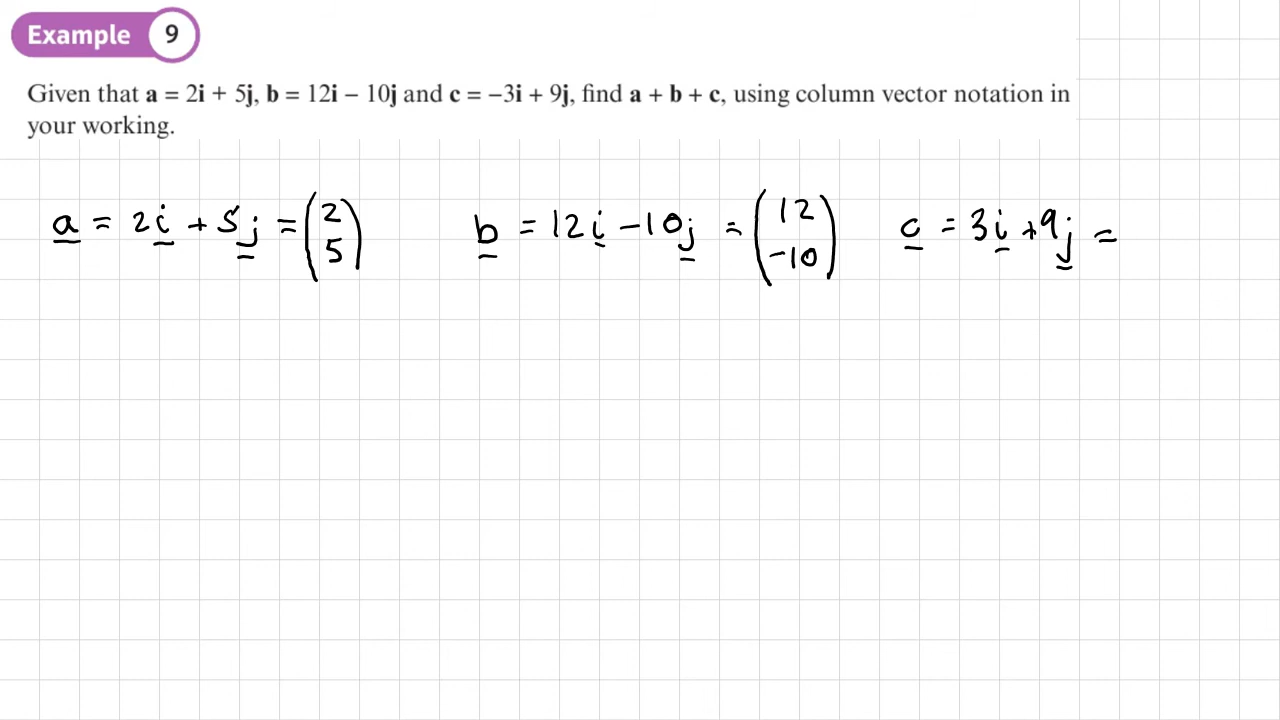 Example 9
Given that a = 2i + 5j, b = 12i − 10j and c = −3i + 9j, find a + b + c, using column vector notation in
your working.
a = 2i + 5j = (2 5) b = 12i − 10j = (12 −10) c = 3i + 9j =